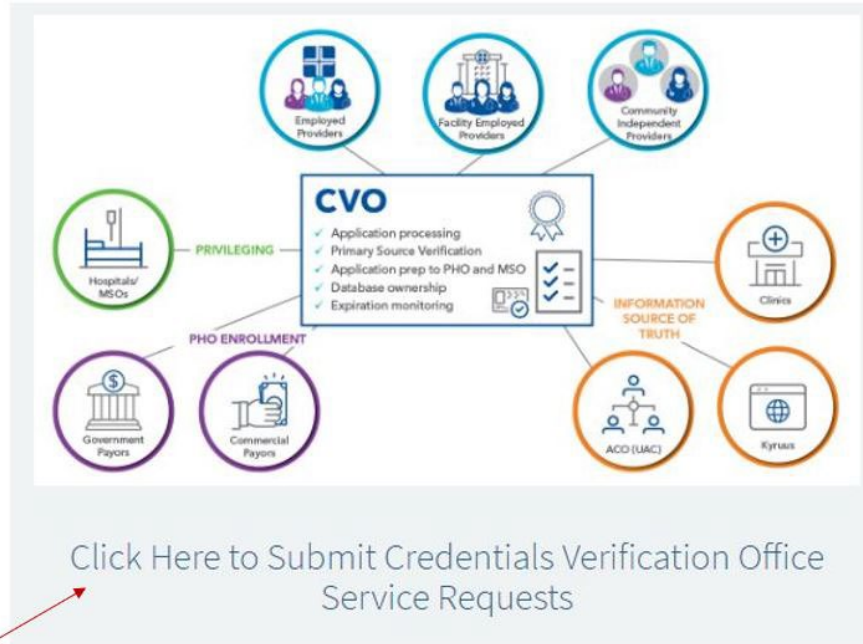 Employed
Providers
Facility Employed
Providers
Community
Independent
Providers
CVO
✓ Application processing
✓ Primary Source Verification
✓ Application prep to PHO and MSO
✓ Database ownership
✓ Expiration monitoring
Hospitals/
MSOs
PRIVILEGING
Clinics
INFORMATION
SOURCE OF
TRUTH
PHO ENROLLMENT
$
Government
Payors
Commercial
Payors
ACO (UAC)
Kyruus
Click Here to Submit Credentials Verification Office
Service Requests